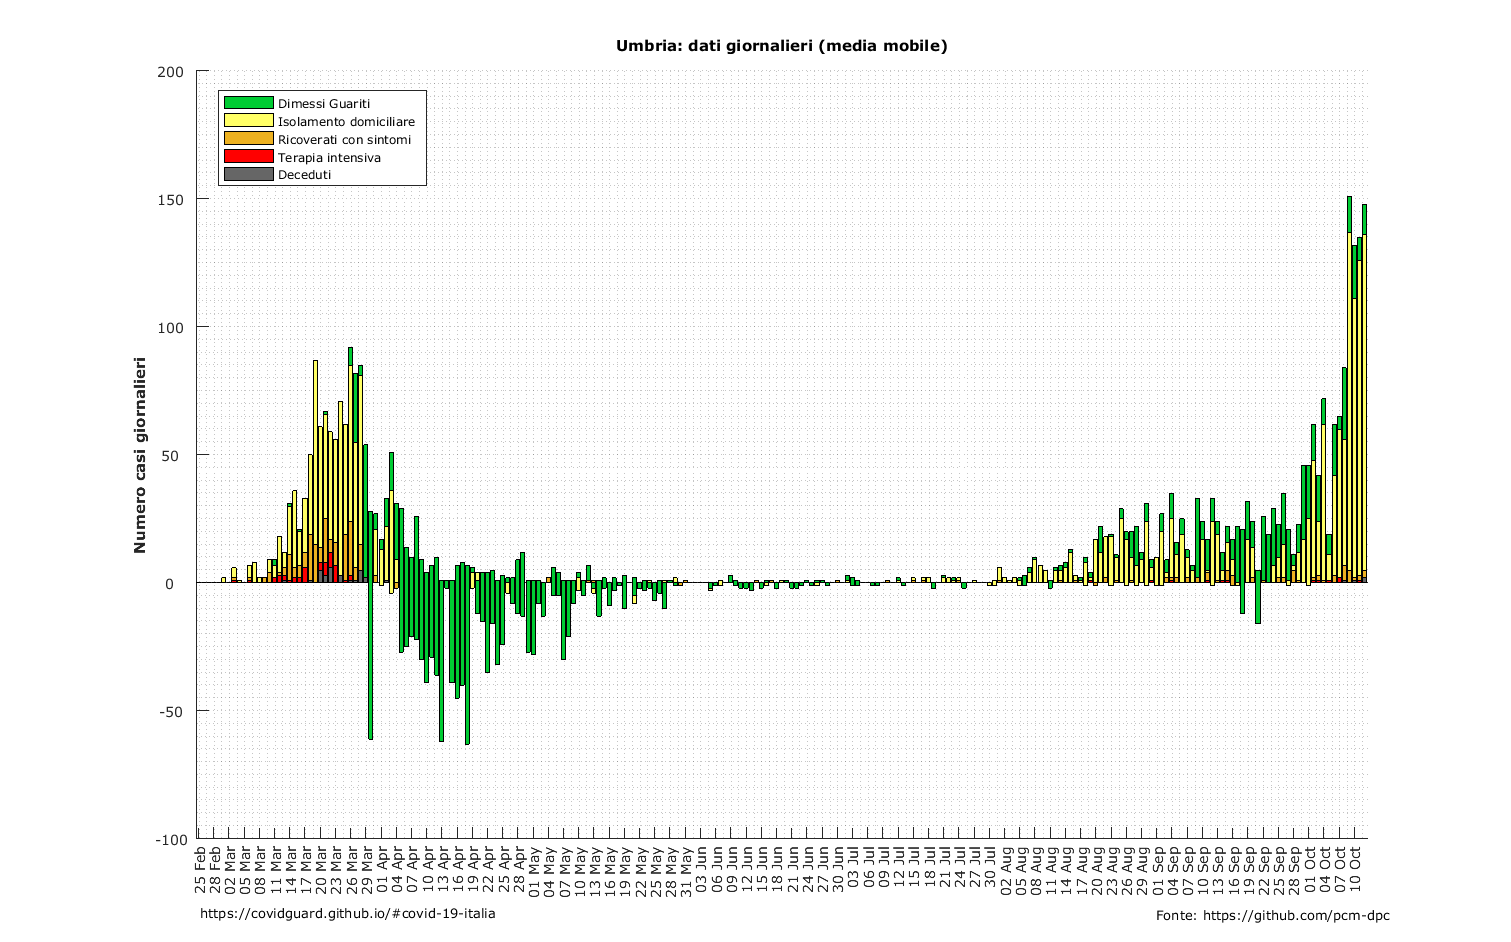 Umbria: dati giornalieri (media mobile)
200
150
100
50
0
-50
-100
Numero casi giornalieri
Dimessi Guariti
Isolamento domiciliare
Ricoverati con sintomi
Terapia intensiva
Deceduti
25 Feb
28 Feb
02 Mar
05 Mar
08 Mar
11 Mar
14 Mar
17 Mar
20 Mar
23 Mar
26 Mar
29 Mar
01 Apr
04 Apr
07 Apr
10 Apr
13 Apr
16 Apr
19 Apr
22 Apr
25 Apr
28 Apr
01 May
04 May
07 May
10 May
13 May
16 May
19 May
22 May
25 May
28 May
31 May
03 Jun
06 Jun
09 Jun
12 Jun
15 Jun
18 Jun
21 Jun
24 Jun
27 Jun
30 Jun
03 Jul
06 Jul
09 Jul
12 Jul
15 Jul
18 Jul
21 Jul
24 Jul
27 Jul
30 Jul
02 Aug
05 Aug
08 Aug
11 Aug
14 Aug
17 Aug
20 Aug
23 Aug
26 Aug
29 Aug
01 Sep
04 Sep
07 Sep
10 Sep
13 Sep
16 Sep
19 Sep
22 Sep
25 Sep
28 Sep
01 Oct
04 Oct
07 Oct
10 Oct
https://covidguard.github.io/#covid-19-italia
Fonte: https://github.com/pcm-dpc